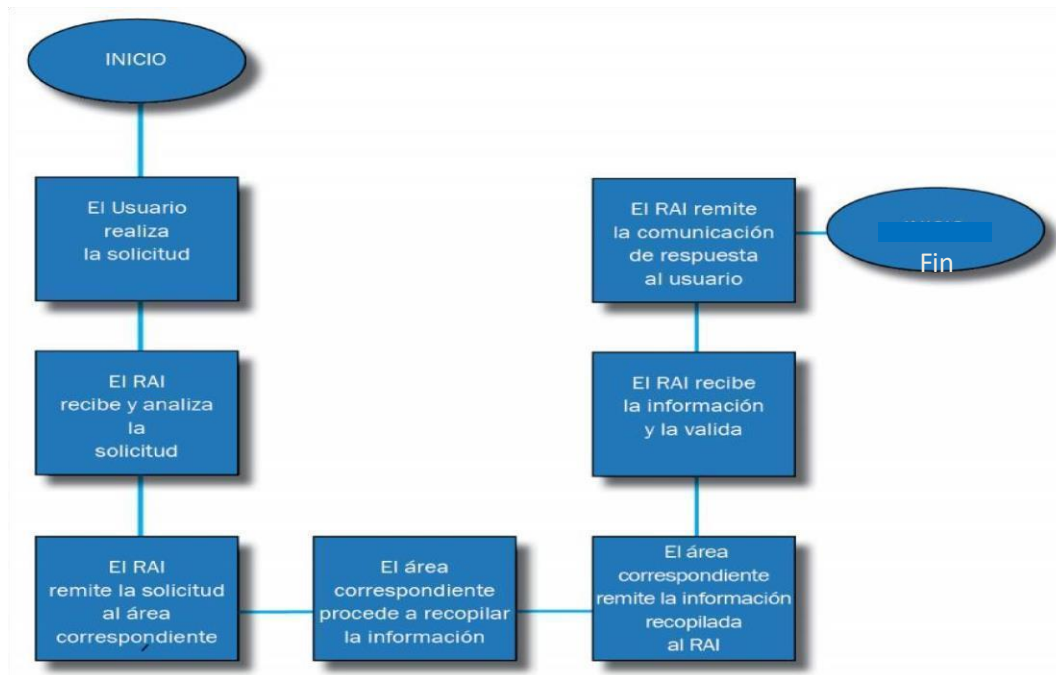 INICIO
El Usuario
realiza
la solicitud
El RAI
recibe y analiza
la
solicitud
El RAI
remite la solicitud
al área
correspondiente
El área
correspondiente
procede a recopilar
la información
El área
correspondiente
remite la información
recopilada
al RAI
El RAI recibe
la información
y la valida
El RAI remite
la comunicación
de respuesta
al usuario
Fin